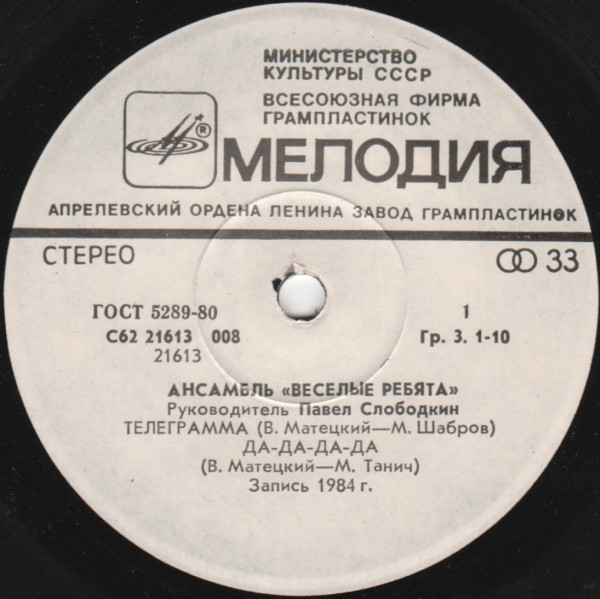 МИНИСТЕРСТВО
КУЛЬТУРЫ СССР
ВСЕСОЮЗНАЯ ФИРМА
ГРАМПЛАСТИНОК
®
МЕЛОДИЯ
АПРЕЛЕВСКИЙ ОРДЕНА ЛЕНИНА ЗАВОД ГРАМПЛАСТИНОК
СТЕРЕО 33
ГОСТ 5289-80 1
С62 21613 008 Гр. 3. 1-10
21613
АНСАМБЛЬ «ВЕСЕЛЫЕ РЕБЯТА»
Руководитель Павел Слободкин
ТЕЛЕГРАММА (В. Матецкий—М. Шабров)
ДА-ДА-ДА-ДА
(В. Матецкий—М. Танич)
Запись 1984 г.